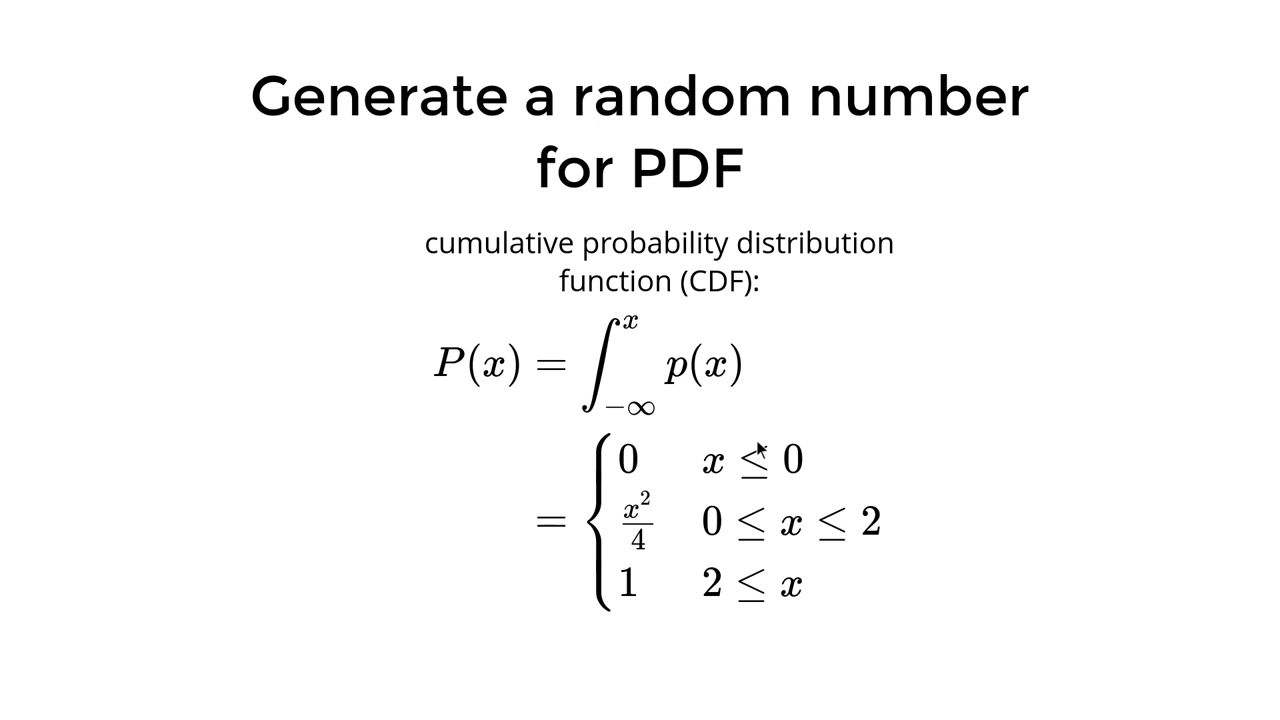 Generate a random number
for PDF
cumulative probability distribution
function (CDF):
P(x) = ∫_{-∞}^{x} p(x)
= { 0 x ≤ 0
x²/4 0 ≤ x ≤ 2
1 2 ≤ x